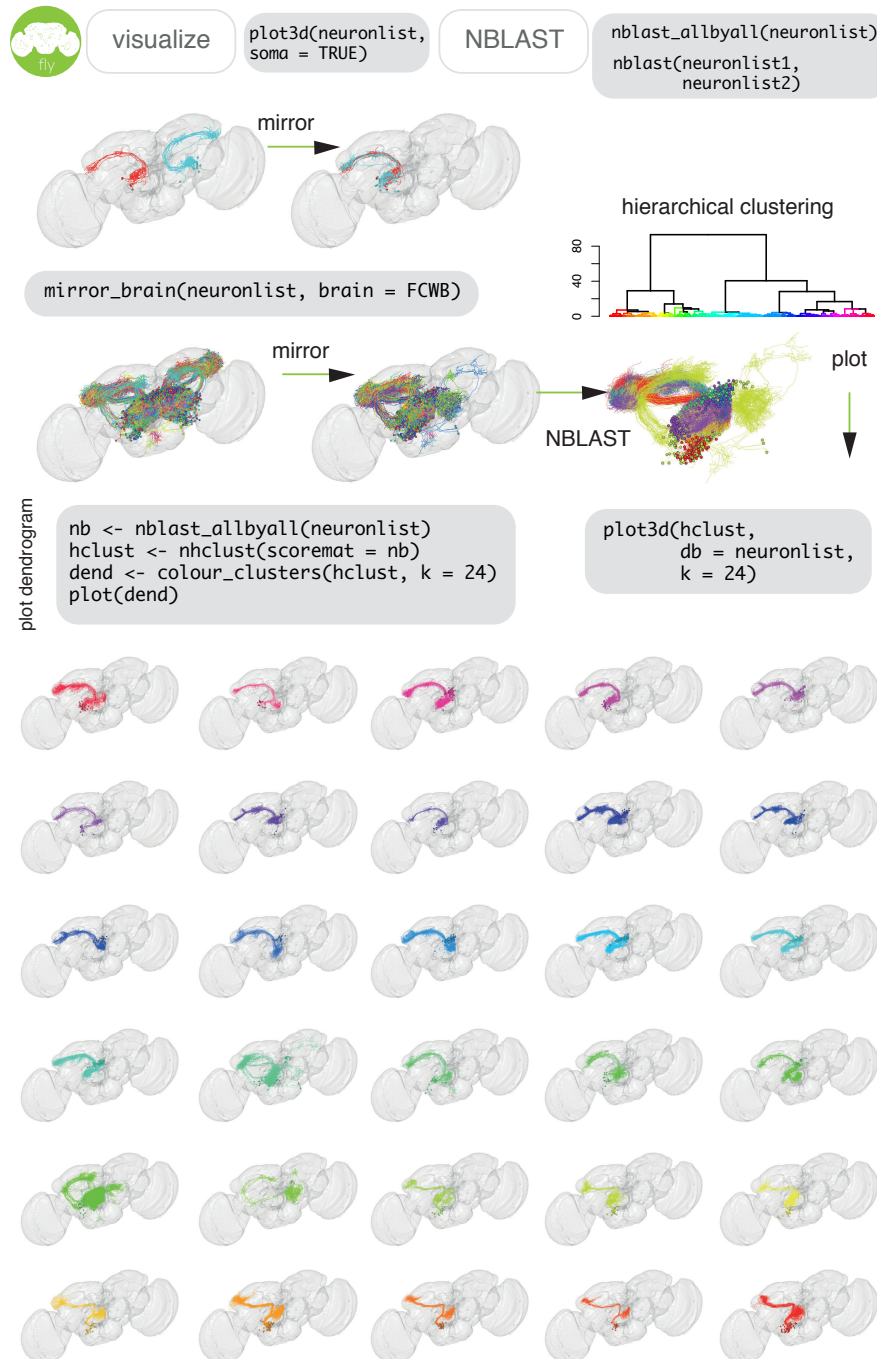 fly
visualize
plot3d(neuronlist,
soma = TRUE)
NBLAST
nblast_allbyall(neuronlist)
nblast(neuronlist1,
neuronlist2)
mirror
hierarchical clustering
80
40
0
mirror_brain(neuronlist, brain = FCWB)
mirror
NBLAST
plot
plot dendrogram
nb <- nblast_allbyall(neuronlist)
hclust <- nhclust(scoremat = nb)
dend <- colour_clusters(hclust, k = 24)
plot(dend)
plot3d(hclust,
db = neuronlist,
k = 24)